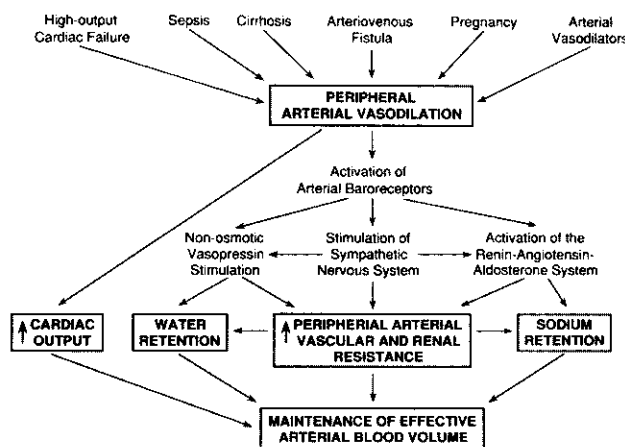 High-output
Cardiac Failure
Sepsis
Cirrhosis
Arteriovenous
Fistula
Pregnancy
Arterial
Vasodilators
PERIPHERAL
ARTERIAL VASODILATION
Activation of
Arterial Baroreceptors
Non-osmotic
Vasopressin
Stimulation
Stimulation of
Sympathetic
Nervous System
Activation of the
Renin-Angiotensin-
Aldosterone System
↑ CARDIAC
OUTPUT
WATER
RETENTION
↑ PERIPHERIAL ARTERIAL
VASCULAR AND RENAL
RESISTANCE
SODIUM
RETENTION
MAINTENANCE OF EFFECTIVE
ARTERIAL BLOOD VOLUME